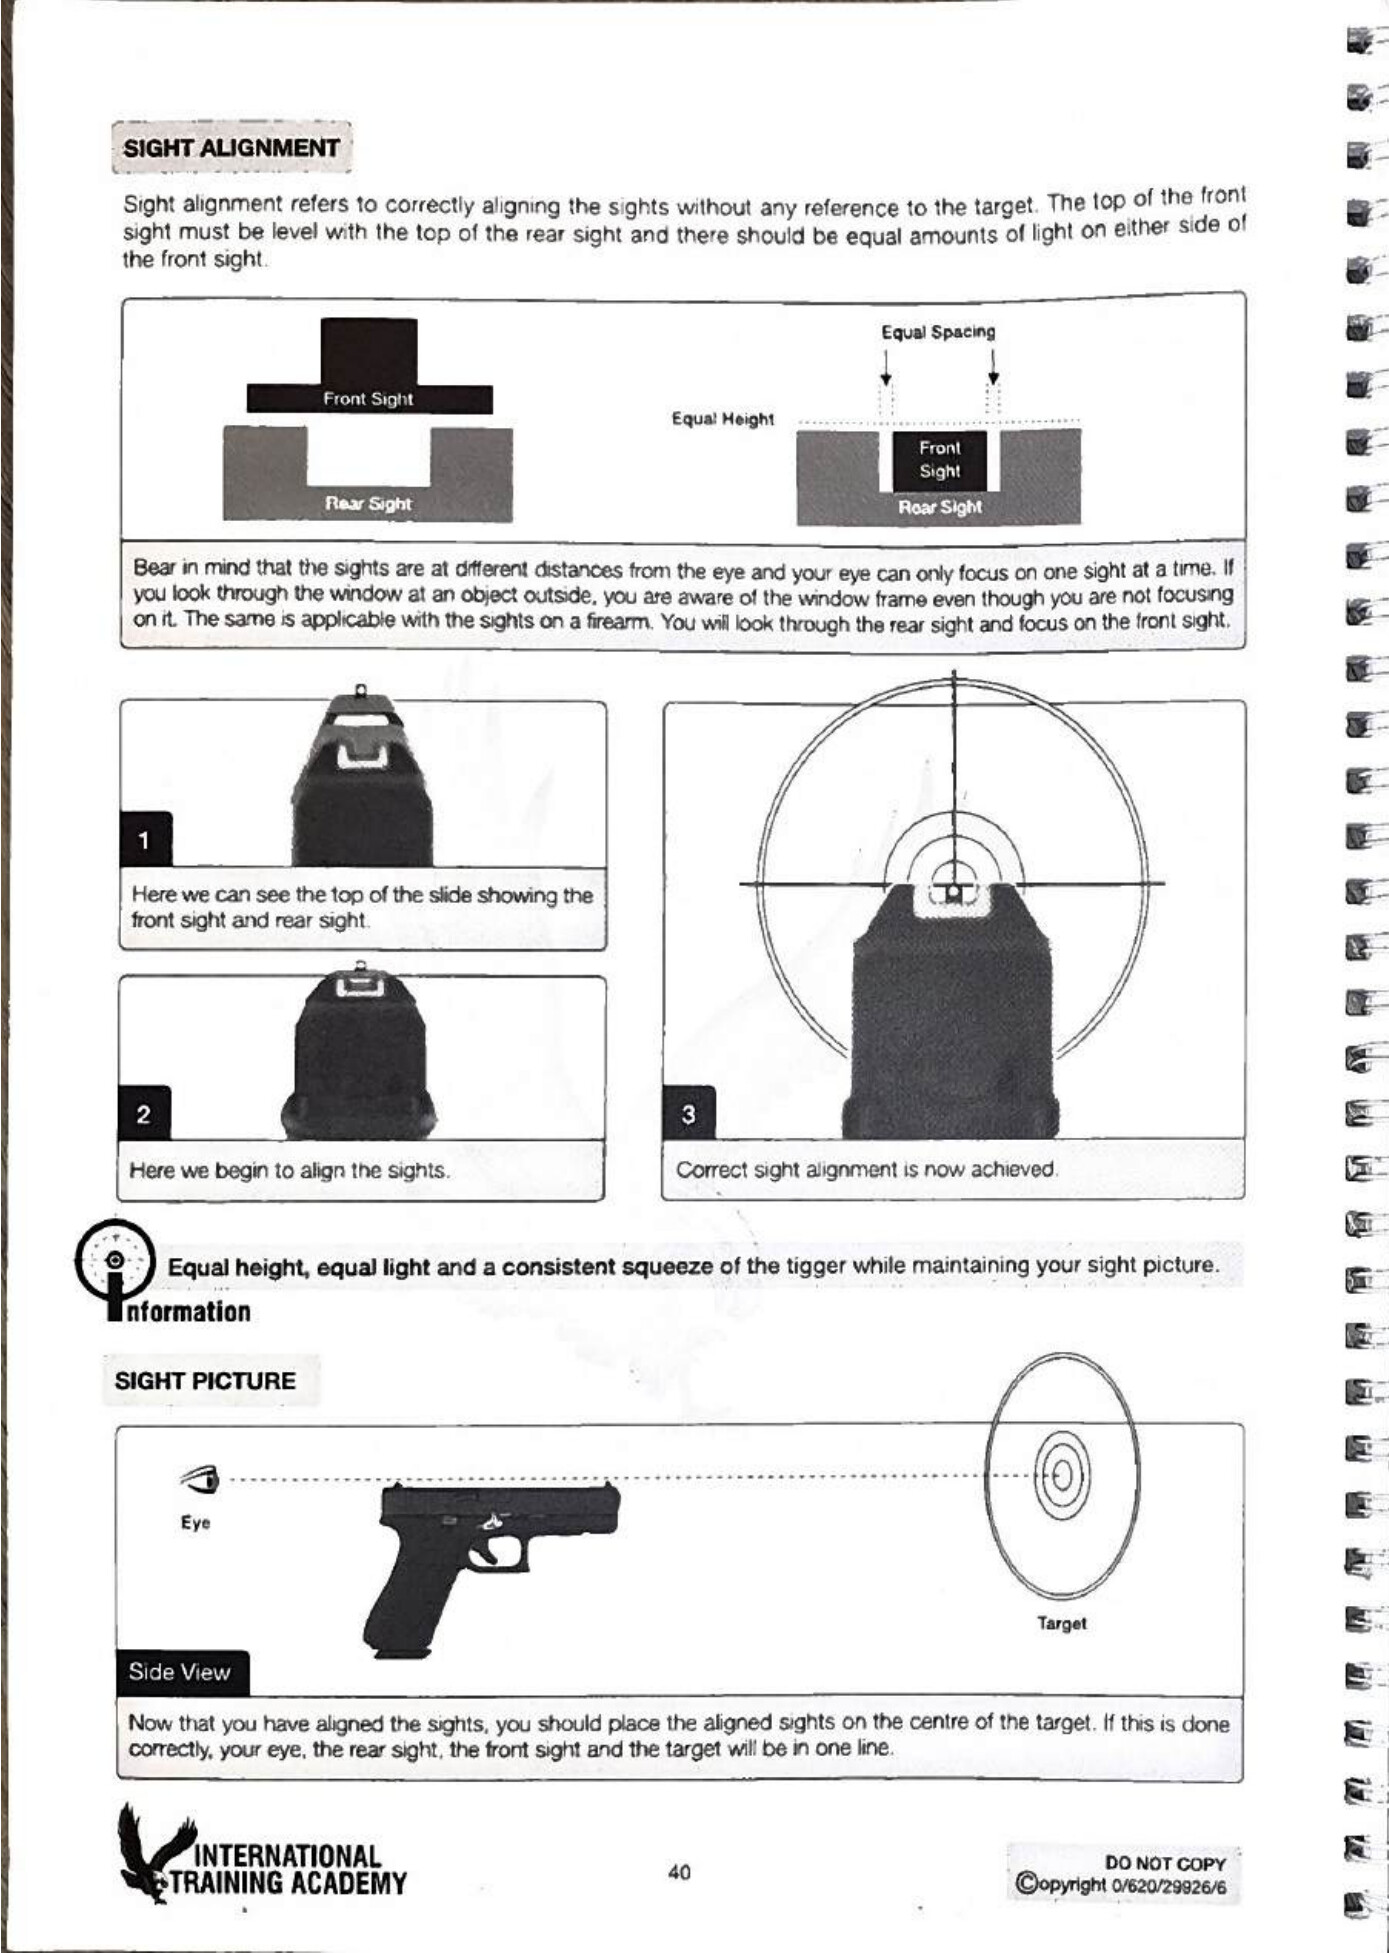 SIGHT ALIGNMENT
Sight alignment refers to correctly aligning the sights without any reference to the target. The top of the front
sight must be level with the top of the rear sight and there should be equal amounts of light on either side of
the front sight.
Front Sight
Rear Sight
Equal Spacing
Equal Height
Front
Sight
Rear Sight
Bear in mind that the sights are at different distances from the eye and your eye can only focus on one sight at a time. If
you look through the window at an object outside, you are aware of the window frame even though you are not focusing
on it. The same is applicable with the sights on a firearm. You will look through the rear sight and focus on the front sight.
1
Here we can see the top of the slide showing the
front sight and rear sight.
2
Here we begin to align the sights.
3
Correct sight alignment is now achieved.
Equal height, equal light and a consistent squeeze of the tigger while maintaining your sight picture.
Information
SIGHT PICTURE
Eye
Target
Side View
Now that you have aligned the sights, you should place the aligned sights on the centre of the target. If this is done
correctly, your eye, the rear sight, the front sight and the target will be in one line.
INTERNATIONAL
TRAINING ACADEMY
40
DO NOT COPY
©opyright 0/620/29926/6